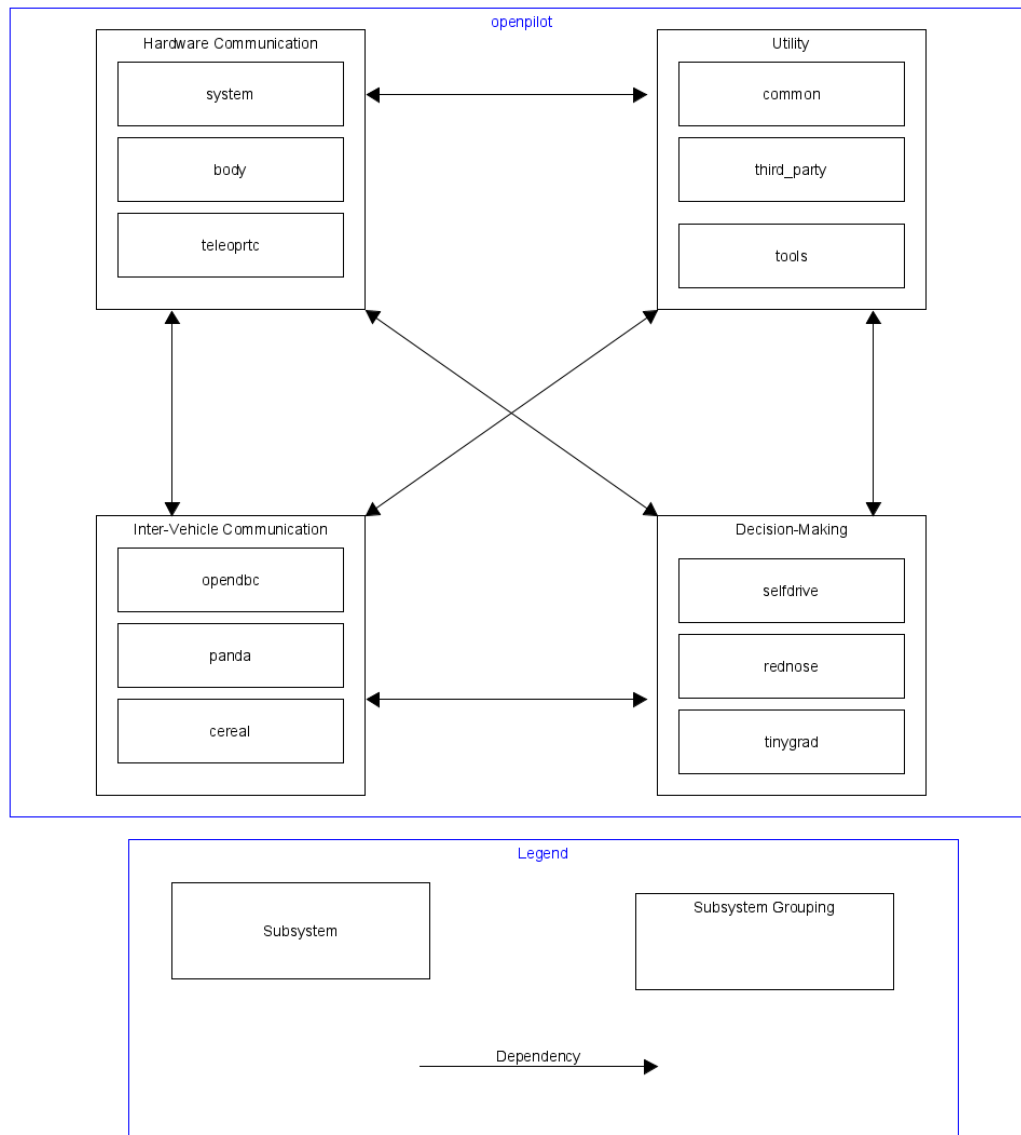 openpilot
Hardware Communication
system
body
teleoprtc
Utility
common
third_party
tools
Inter-Vehicle Communication
opendbc
panda
cereal
Decision-Making
selfdrive
rednose
tinygrad
Legend
Subsystem
Subsystem Grouping
Dependency